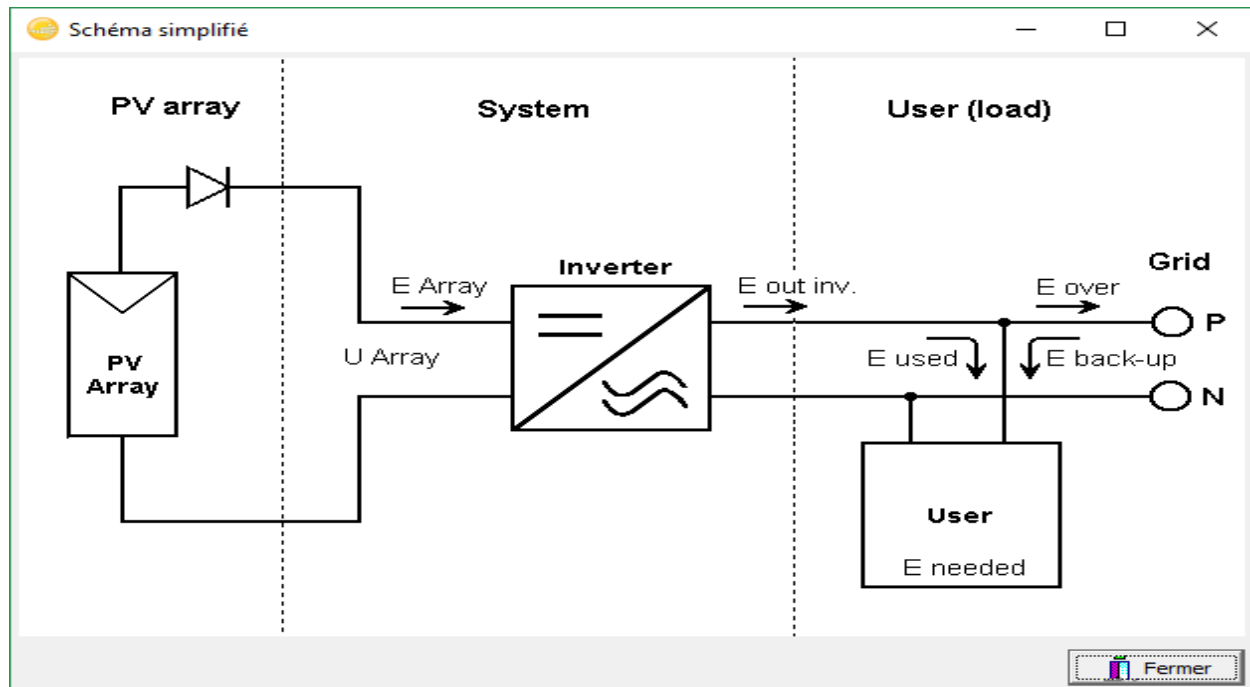 Schéma simplifié
PV array
System
User (load)
Inverter
Grid
E Array
E out inv.
E over
P
U Array
E used
E back-up
PV
Array
N
User
E needed
Fermer